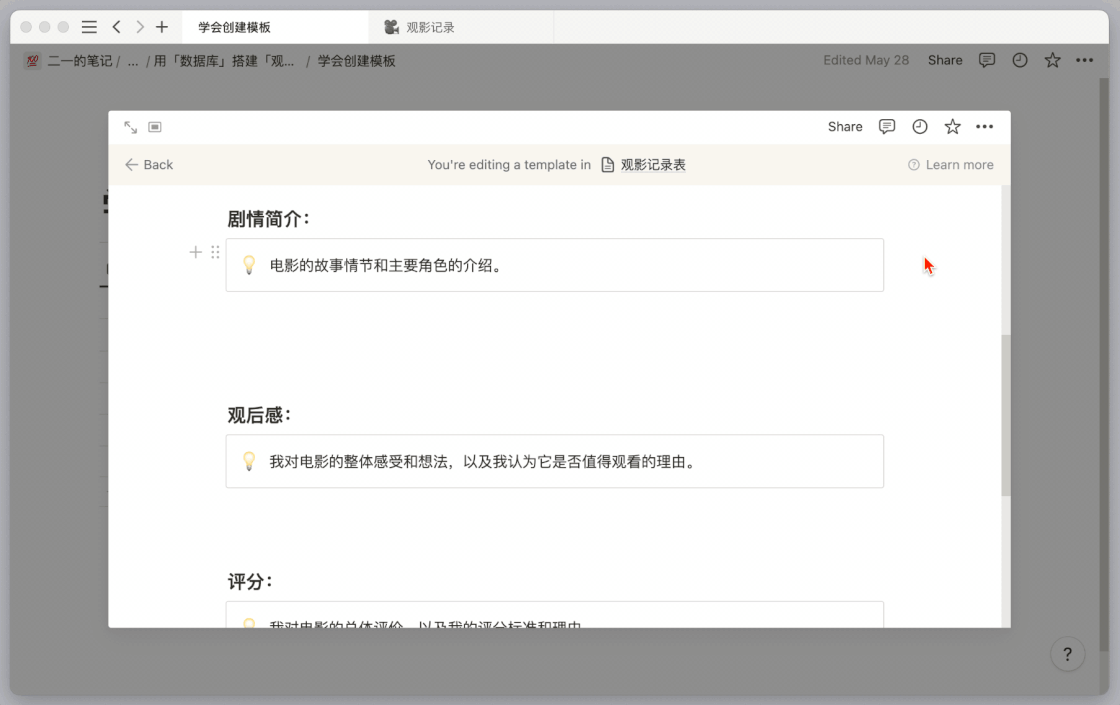 学会创建模板
观影记录
二一的笔记 / ... / 用「数据库」搭建「观... / 学会创建模板
Edited May 28 Share
Share
Back
You're editing a template in 观影记录表
Learn more
剧情简介：
电影的故事情节和主要角色的介绍。
观后感：
我对电影的整体感受和想法，以及我认为它是否值得观看的理由。
评分：
我对电影的总体评价，以及我的评分标准和理由
?